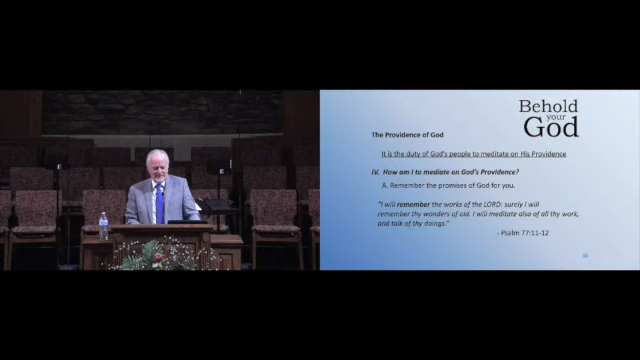 Behold
your
God
The Providence of God
It is the duty of God's people to meditate on His Providence
IV. How am I to mediate on God's Providence?
A. Remember the promises of God for you.
"I will remember the works of the LORD: surely I will
remember thy wonders of old. I will meditate also of all thy work,
and talk of thy doings."
- Psalm 77:11-12